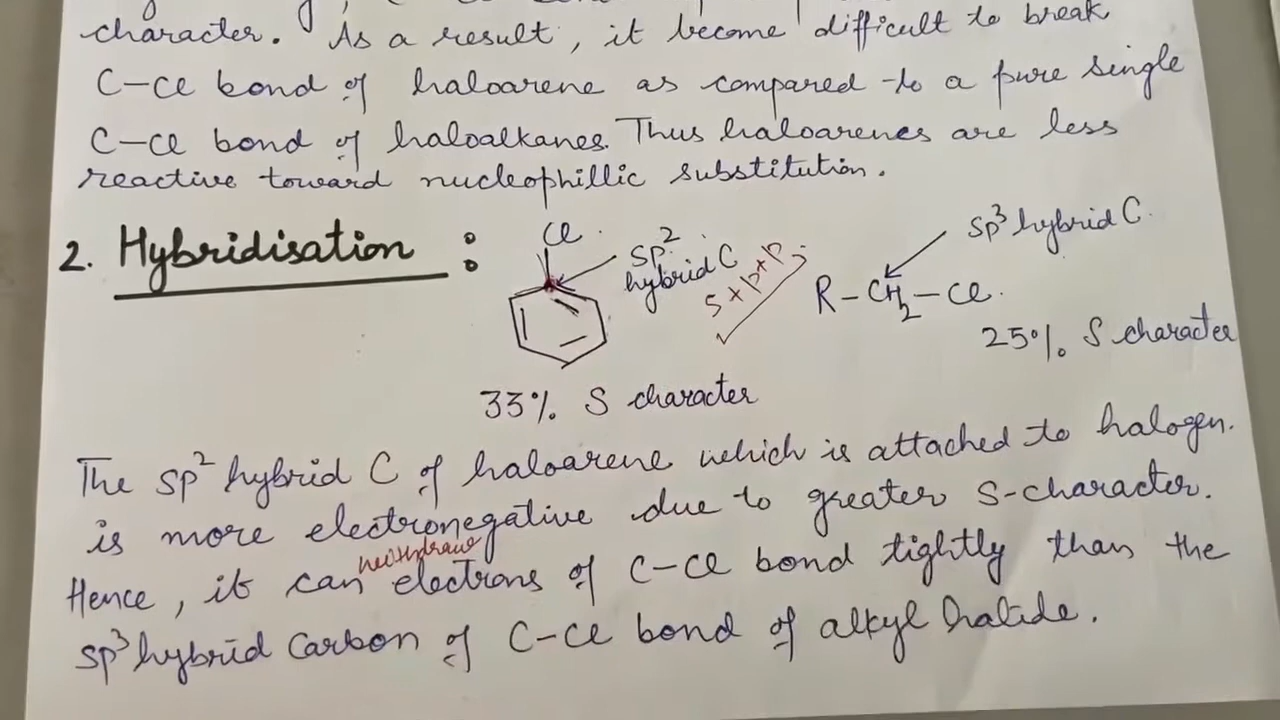 character. As a result, it become difficult to break
C-Cl bond of haloarene as compared to a pure single
C-Cl bond of haloalkanes. Thus haloarenes are less
reactive toward nucleophillic substitution.
2. Hybridisation :
Cl
sp² hybrid C
S+P+P
sp³ hybrid C.
R-CH₂-Cl.
25% S character
33% S character
The sp² hybrid C of haloarene which is attached to halogen.
is more electronegative due to greater S-character.
Hence, it can withdraw electrons of C-Cl bond tightly than the
sp³ hybrid Carbon of C-Cl bond of alkyl halide.